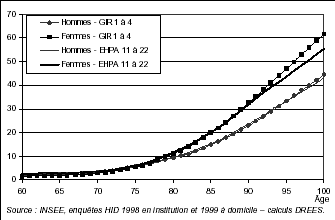 70
60
50
40
30
20
10
0
Hommes - GIR 1 à 4
Femmes - GIR 1 à 4
Hommes - EHPA 11 à 22
Femmes - EHPA 11 à 22
60 65 70 75 80 85 90 95 100
Age
Source : INSEE, enquêtes HID 1998 en institution et 1999 à domicile – calculs DREES.